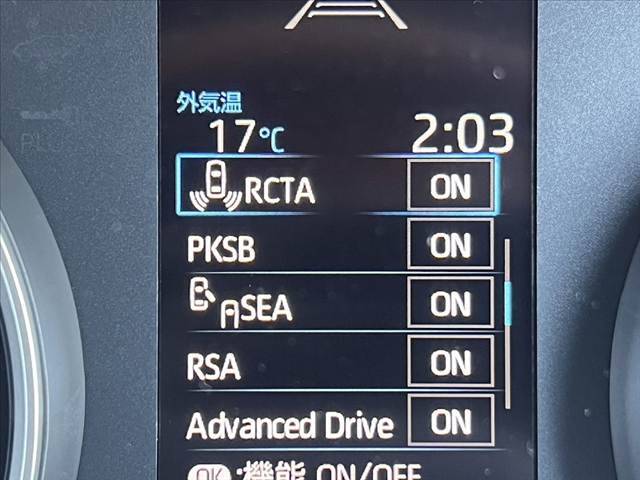 外気温
17℃ 2:03
RCTA ON
PKSB ON
SEA ON
RSA ON
Advanced Drive ON
OK :機能 ON/OFF